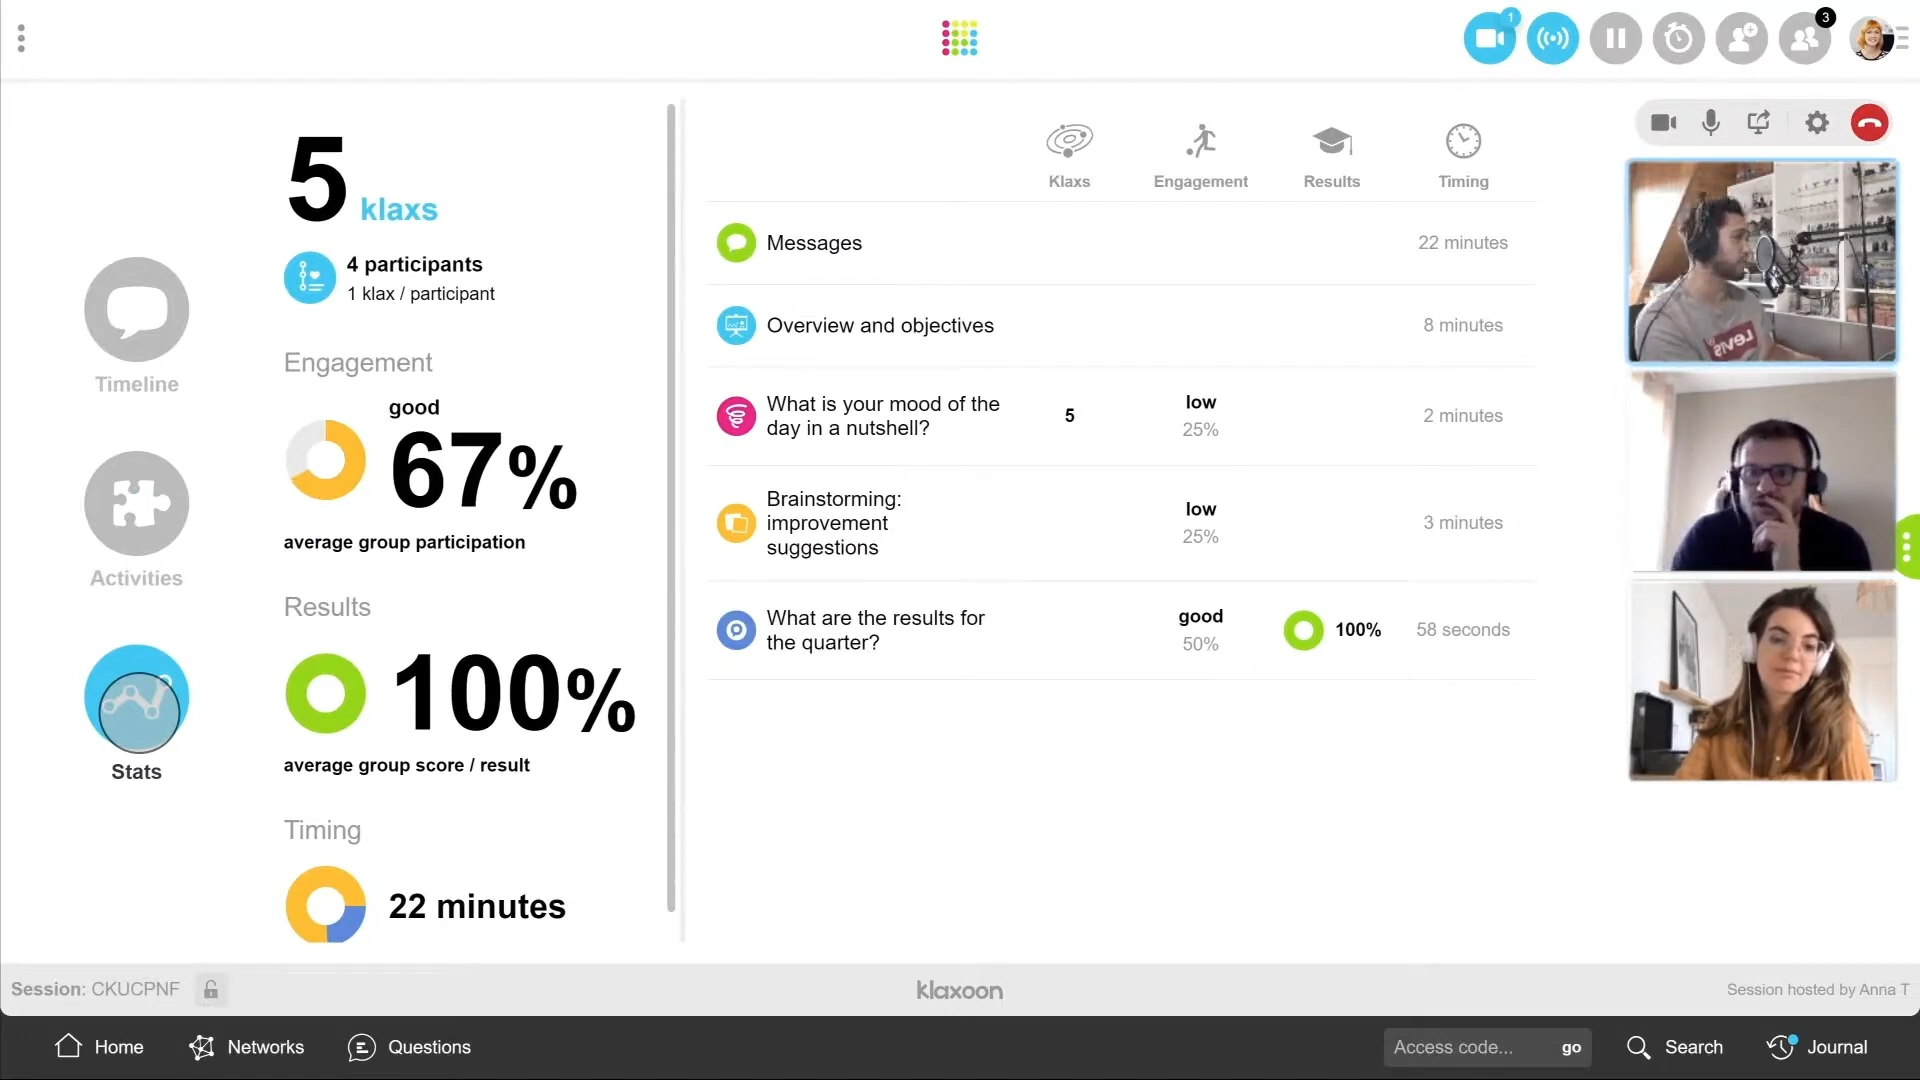 1
3
5 klaxs
4 participants
1 klax / participant
Engagement
good
67%
average group participation
Results
100%
average group score / result
Timing
22 minutes
Timeline
Activities
Stats
Klaxs Engagement Results Timing
Messages 22 minutes
Overview and objectives 8 minutes
What is your mood of the
day in a nutshell?
5
low
25%
2 minutes
Brainstorming:
improvement
suggestions
low
25%
3 minutes
What are the results for
the quarter?
good
50%
100%
58 seconds
LEVI'S
Session: CKUCPNF
klaxoon
Session hosted by Anna T
Home Networks Questions
Access code... go
Search Journal